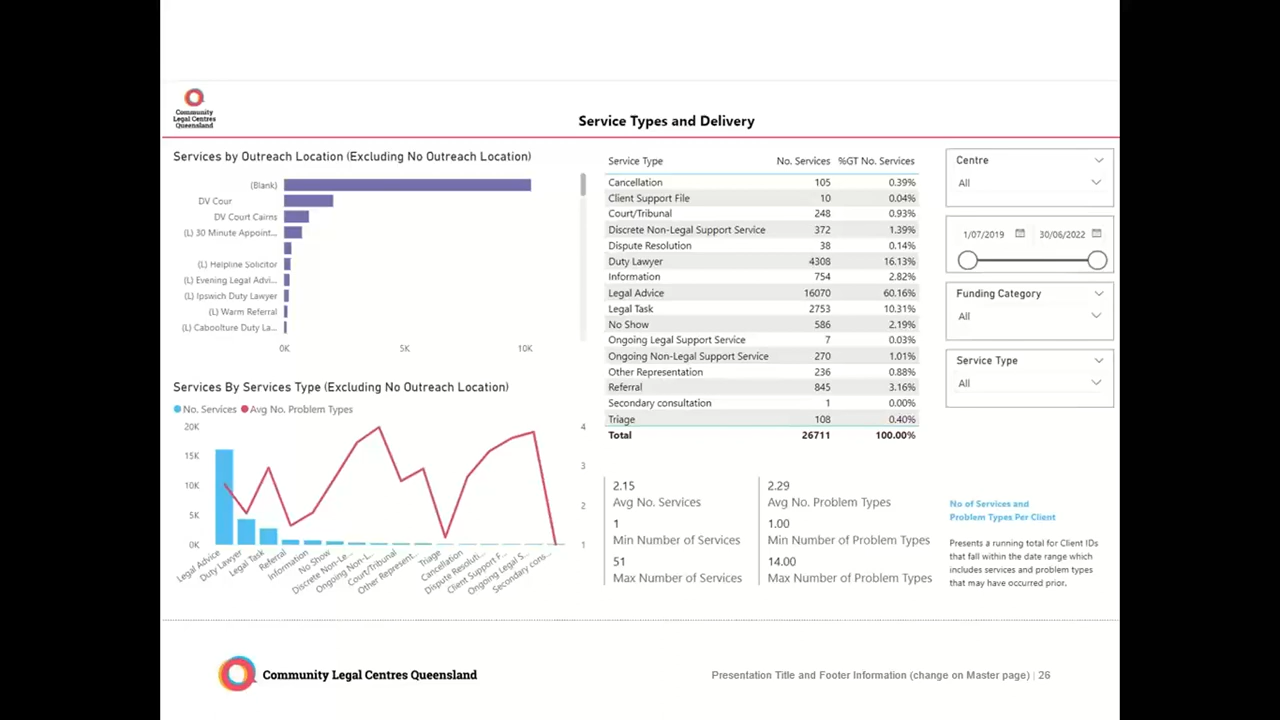 Community
Legal Centres
Queensland
Service Types and Delivery
Services by Outreach Location (Excluding No Outreach Location)
(Blank)
DV Cour
DV Court Cairns
(L) 30 Minute Appoint...
(L) Helpline Solicitor
(L) Evening Legal Advi...
(L) Ipswich Duty Lawyer
(L) Warm Referral
(L) Caboolture Duty La...
0K 5K 10K
Services By Services Type (Excluding No Outreach Location)
No. Services Avg No. Problem Types
20K
15K
10K
5K
0K
4
3
2
1
Legal Advice
Duty Lawyer
Legal Task
Referral
Information
No Show
Discrete Non-Le...
Ongoing Non-L...
Court/Tribunal
Other Represent...
Triage
Cancellation
Dispute Resoluti...
Client Support F...
Ongoing Legal S...
Secondary cons...
Service Type No. Services %GT No. Services
Cancellation 105 0.39%
Client Support File 10 0.04%
Court/Tribunal 248 0.93%
Discrete Non-Legal Support Service 372 1.39%
Dispute Resolution 38 0.14%
Duty Lawyer 4308 16.13%
Information 754 2.82%
Legal Advice 16070 60.16%
Legal Task 2753 10.31%
No Show 586 2.19%
Ongoing Legal Support Service 7 0.03%
Ongoing Non-Legal Support Service 270 1.01%
Other Representation 236 0.88%
Referral 845 3.16%
Secondary consultation 1 0.00%
Triage 108 0.40%
Total 26711 100.00%
2.15
Avg No. Services
1
Min Number of Services
51
Max Number of Services
2.29
Avg No. Problem Types
1.00
Min Number of Problem Types
14.00
Max Number of Problem Types
Centre
All
1/07/2019 30/06/2022
Funding Category
All
Service Type
All
No of Services and
Problem Types Per Client
Presents a running total for Client IDs
that fall within the date range which
includes services and problem types
that may have occurred prior.
Community Legal Centres Queensland
Presentation Title and Footer Information (change on Master page) | 26